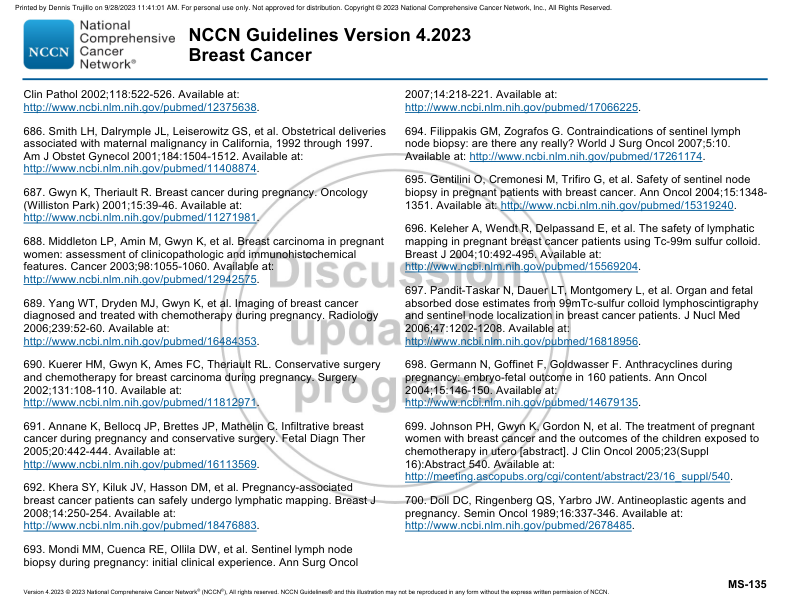 Printed by Dennis Trujillo on 9/28/2023 11:41:01 AM. For personal use only. Not approved for distribution. Copyright © 2023 National Comprehensive Cancer Network, Inc., All Rights Reserved.
NCCN
National
Comprehensive
Cancer
Network®
NCCN Guidelines Version 4.2023
Breast Cancer
Clin Pathol 2002;118:522-526. Available at:
http://www.ncbi.nlm.nih.gov/pubmed/12375638.
686. Smith LH, Dalrymple JL, Leiserowitz GS, et al. Obstetrical deliveries
associated with maternal malignancy in California, 1992 through 1997.
Am J Obstet Gynecol 2001;184:1504-1512. Available at:
http://www.ncbi.nlm.nih.gov/pubmed/11408874.
687. Gwyn K, Theriault R. Breast cancer during pregnancy. Oncology
(Williston Park) 2001;15:39-46. Available at:
http://www.ncbi.nlm.nih.gov/pubmed/11271981.
688. Middleton LP, Amin M, Gwyn K, et al. Breast carcinoma in pregnant
women: assessment of clinicopathologic and immunohistochemical
features. Cancer 2003;98:1055-1060. Available at:
http://www.ncbi.nlm.nih.gov/pubmed/12942575.
689. Yang WT, Dryden MJ, Gwyn K, et al. Imaging of breast cancer
diagnosed and treated with chemotherapy during pregnancy. Radiology
2006;239:52-60. Available at:
http://www.ncbi.nlm.nih.gov/pubmed/16484353.
690. Kuerer HM, Gwyn K, Ames FC, Theriault RL. Conservative surgery
and chemotherapy for breast carcinoma during pregnancy. Surgery
2002;131:108-110. Available at:
http://www.ncbi.nlm.nih.gov/pubmed/11812971.
691. Annane K, Bellocq JP, Brettes JP, Mathelin C. Infiltrative breast
cancer during pregnancy and conservative surgery. Fetal Diagn Ther
2005;20:442-444. Available at:
http://www.ncbi.nlm.nih.gov/pubmed/16113569.
692. Khera SY, Kiluk JV, Hasson DM, et al. Pregnancy-associated
breast cancer patients can safely undergo lymphatic mapping. Breast J
2008;14:250-254. Available at:
http://www.ncbi.nlm.nih.gov/pubmed/18476883.
693. Mondi MM, Cuenca RE, Ollila DW, et al. Sentinel lymph node
biopsy during pregnancy: initial clinical experience. Ann Surg Oncol
2007;14:218-221. Available at:
http://www.ncbi.nlm.nih.gov/pubmed/17066225.
694. Filippakis GM, Zografos G. Contraindications of sentinel lymph
node biopsy: are there any really? World J Surg Oncol 2007;5:10.
Available at: http://www.ncbi.nlm.nih.gov/pubmed/17261174.
695. Gentilini O, Cremonesi M, Trifiro G, et al. Safety of sentinel node
biopsy in pregnant patients with breast cancer. Ann Oncol 2004;15:1348-
1351. Available at: http://www.ncbi.nlm.nih.gov/pubmed/15319240.
696. Keleher A, Wendt R, Delpassand E, et al. The safety of lymphatic
mapping in pregnant breast cancer patients using Tc-99m sulfur colloid.
Breast J 2004;10:492-495. Available at:
http://www.ncbi.nlm.nih.gov/pubmed/15569204.
697. Pandit-Taskar N, Dauer LT, Montgomery L, et al. Organ and fetal
absorbed dose estimates from 99mTc-sulfur colloid lymphoscintigraphy
and sentinel node localization in breast cancer patients. J Nucl Med
2006;47:1202-1208. Available at:
http://www.ncbi.nlm.nih.gov/pubmed/16818956.
698. Germann N, Goffinet F, Goldwasser F. Anthracyclines during
pregnancy: embryo-fetal outcome in 160 patients. Ann Oncol
2004;15:146-150. Available at:
http://www.ncbi.nlm.nih.gov/pubmed/14679135.
699. Johnson PH, Gwyn K, Gordon N, et al. The treatment of pregnant
women with breast cancer and the outcomes of the children exposed to
chemotherapy in utero [abstract]. J Clin Oncol 2005;23(Suppl
16):Abstract 540. Available at:
http://meeting.ascopubs.org/cgi/content/abstract/23/16_suppl/540.
700. Doll DC, Ringenberg QS, Yarbro JW. Antineoplastic agents and
pregnancy. Semin Oncol 1989;16:337-346. Available at:
http://www.ncbi.nlm.nih.gov/pubmed/2678485.
Discussion
update in
progress
MS-135
Version 4.2023 © 2023 National Comprehensive Cancer Network® (NCCN®), All rights reserved. NCCN Guidelines® and this illustration may not be reproduced in any form without the express written permission of NCCN.